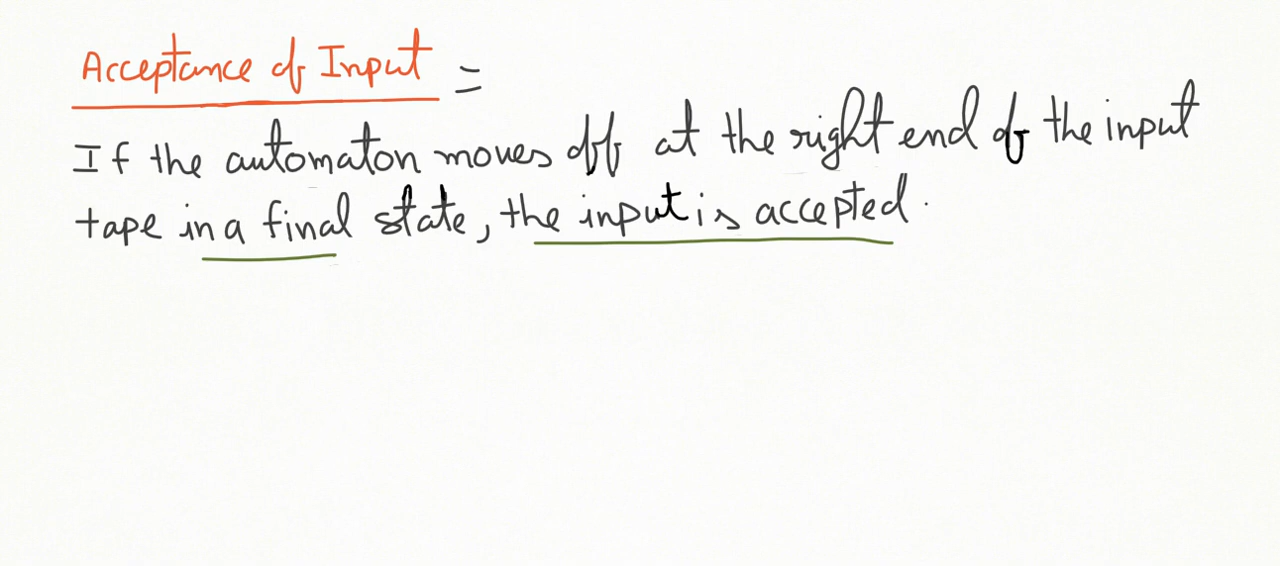 Acceptance of Input =
If the automaton moves off at the right end of the input
tape in a final state, the input is accepted.